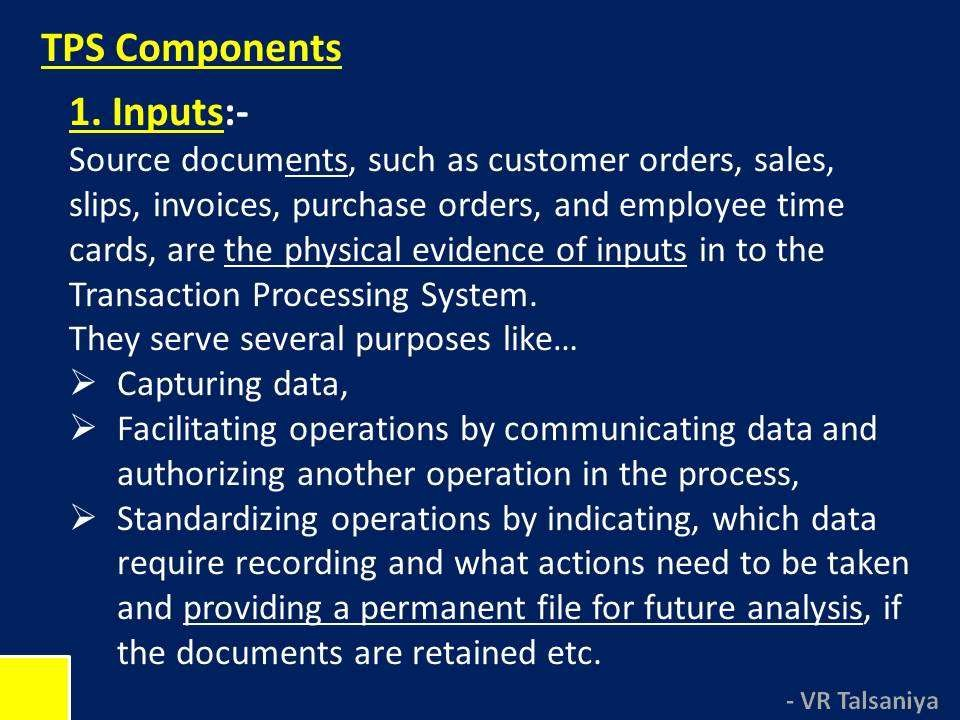 TPS Components
1. Inputs:-
Source documents, such as customer orders, sales,
slips, invoices, purchase orders, and employee time
cards, are the physical evidence of inputs in to the
Transaction Processing System.
They serve several purposes like…
➢ Capturing data,
➢ Facilitating operations by communicating data and
authorizing another operation in the process,
➢ Standardizing operations by indicating, which data
require recording and what actions need to be taken
and providing a permanent file for future analysis, if
the documents are retained etc.
- VR Talsaniya